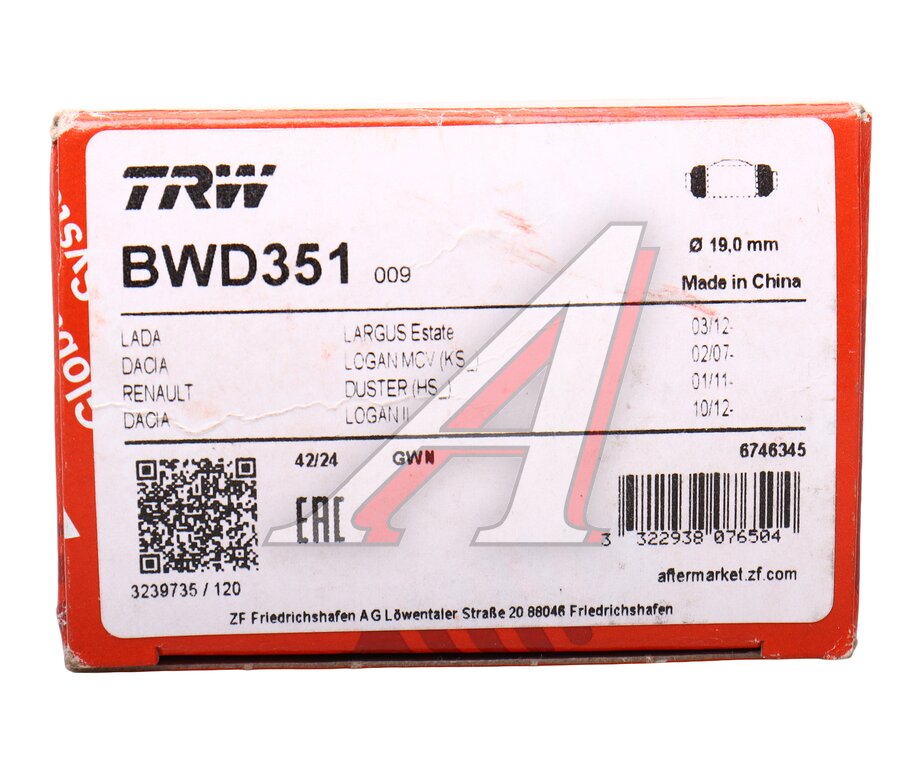 TRW
BWD351 009
Ø 19,0 mm
Made in China
LADA LARGUS Estate 03/12-
DACIA LOGAN MCV (KS_) 02/07-
RENAULT DUSTER (HS_) 01/11-
DACIA LOGAN II 10/12-
42/24 GWN 6746345
EAC
3 322938 076504
3239735 / 120
aftermarket.zf.com
ZF Friedrichshafen AG Löwentaler Straße 20 88046 Friedrichshafen